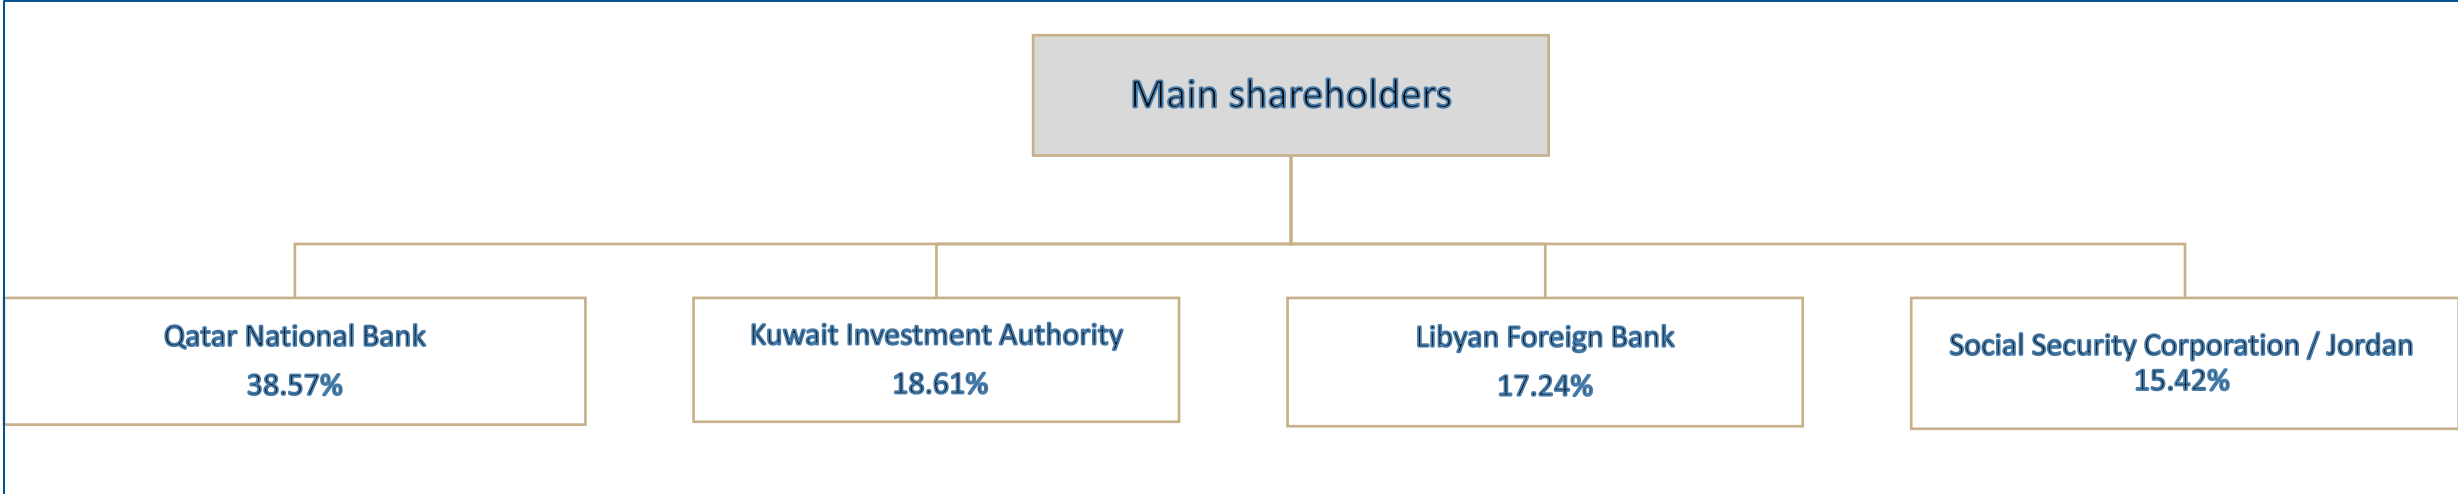 Main shareholders
Qatar National Bank
38.57%
Kuwait Investment Authority
18.61%
Libyan Foreign Bank
17.24%
Social Security Corporation / Jordan
15.42%